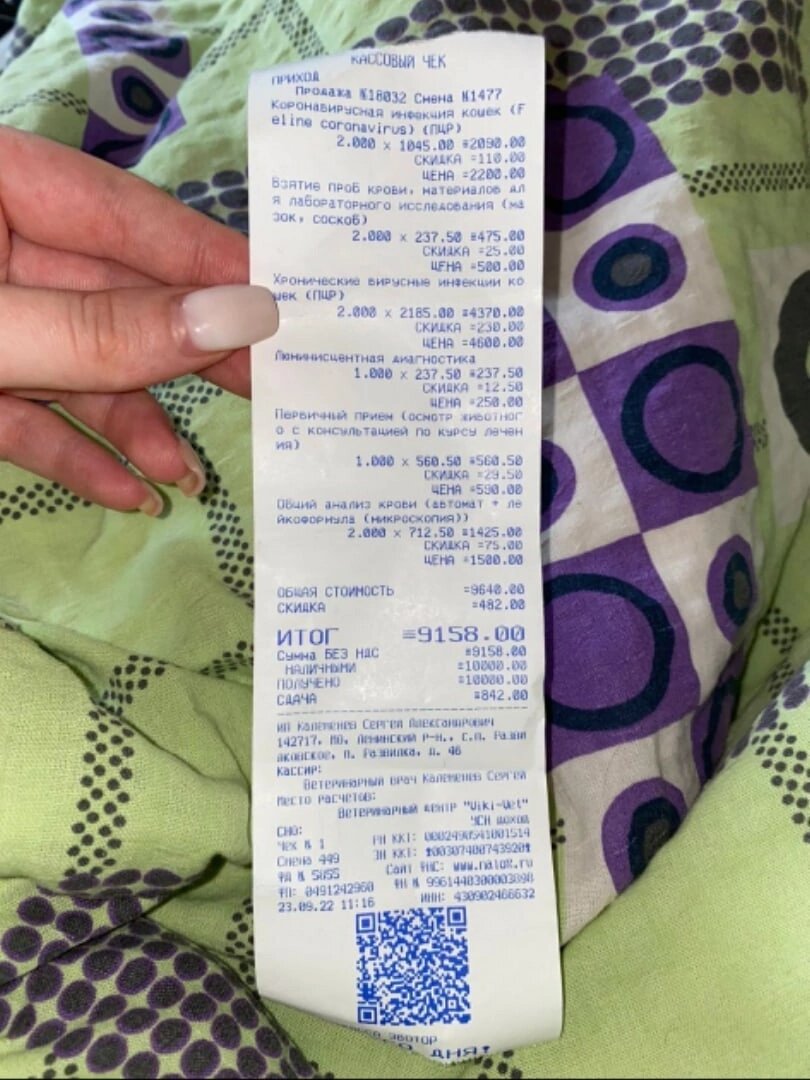 КАССОВЫЙ ЧЕК
ПРИХОД
Продажа №18032 Смена №1477
Коронавирусная инфекция кошек (F
eline coronavirus) (ПЦР)
2.000 x 1045.00 =2090.00
СКИДКА =110.00
ЦЕНА =2200.00
Взятие проб крови, материалов дл
я лабораторного исследования (ма
зок, соскоб)
2.000 x 237.50 =475.00
СКИДКА =25.00
ЦЕНА =500.00
Хронические вирусные инфекции ко
шек (ПЦР)
2.000 x 2185.00 =4370.00
СКИДКА =230.00
ЦЕНА =4600.00
Люминисцентная диагностика
1.000 x 237.50 =237.50
СКИДКА =12.50
ЦЕНА =250.00
Первичный прием (осмотр животног
о с консультацией по курсу лечен
ия)
1.000 x 560.50 =560.50
СКИДКА =29.50
ЦЕНА =590.00
Общий анализ крови (автомат + ле
йкоформула (микроскопия))
2.000 x 712.50 =1425.00
СКИДКА =75.00
ЦЕНА =1500.00
ОБЩАЯ СТОИМОСТЬ =9640.00
СКИДКА =482.00
ИТОГ =9158.00
Сумма БЕЗ НДС =9158.00
НАЛИЧНЫМИ =10000.00
ПОЛУЧЕНО =10000.00
СДАЧА =842.00
ИП Калеменев Сергей Александрович
142717, МО, Ленинский р-н., с.п. Разви
лковское, п. Развилка, д. 46
Кассир:
Ветеринарный врач Калеменев Сергей
Место расчетов:
Ветеринарный центр "Viki-Vet"
СНО: УСН доход
Чек № 1 РН ККТ: 0002490541001514
Смена 449 ЗН ККТ: 00307400743920
ФД № 5855 Сайт ФНС: www.nalog.ru
ФП: 0491242960 ФН № 9961440300003898
23.09.22 11:16 ИНН: 430902466632
ЭВОТОР
ДНЯ!